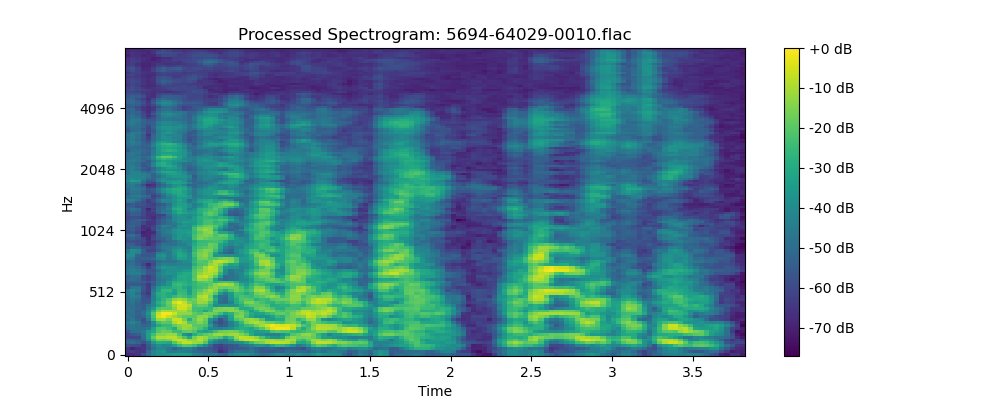 Processed Spectrogram: 5694-64029-0010.flac
Hz
4096
2048
1024
512
0
0
0.5
1
1.5
2
2.5
3
3.5
Time
+0 dB
-10 dB
-20 dB
-30 dB
-40 dB
-50 dB
-60 dB
-70 dB